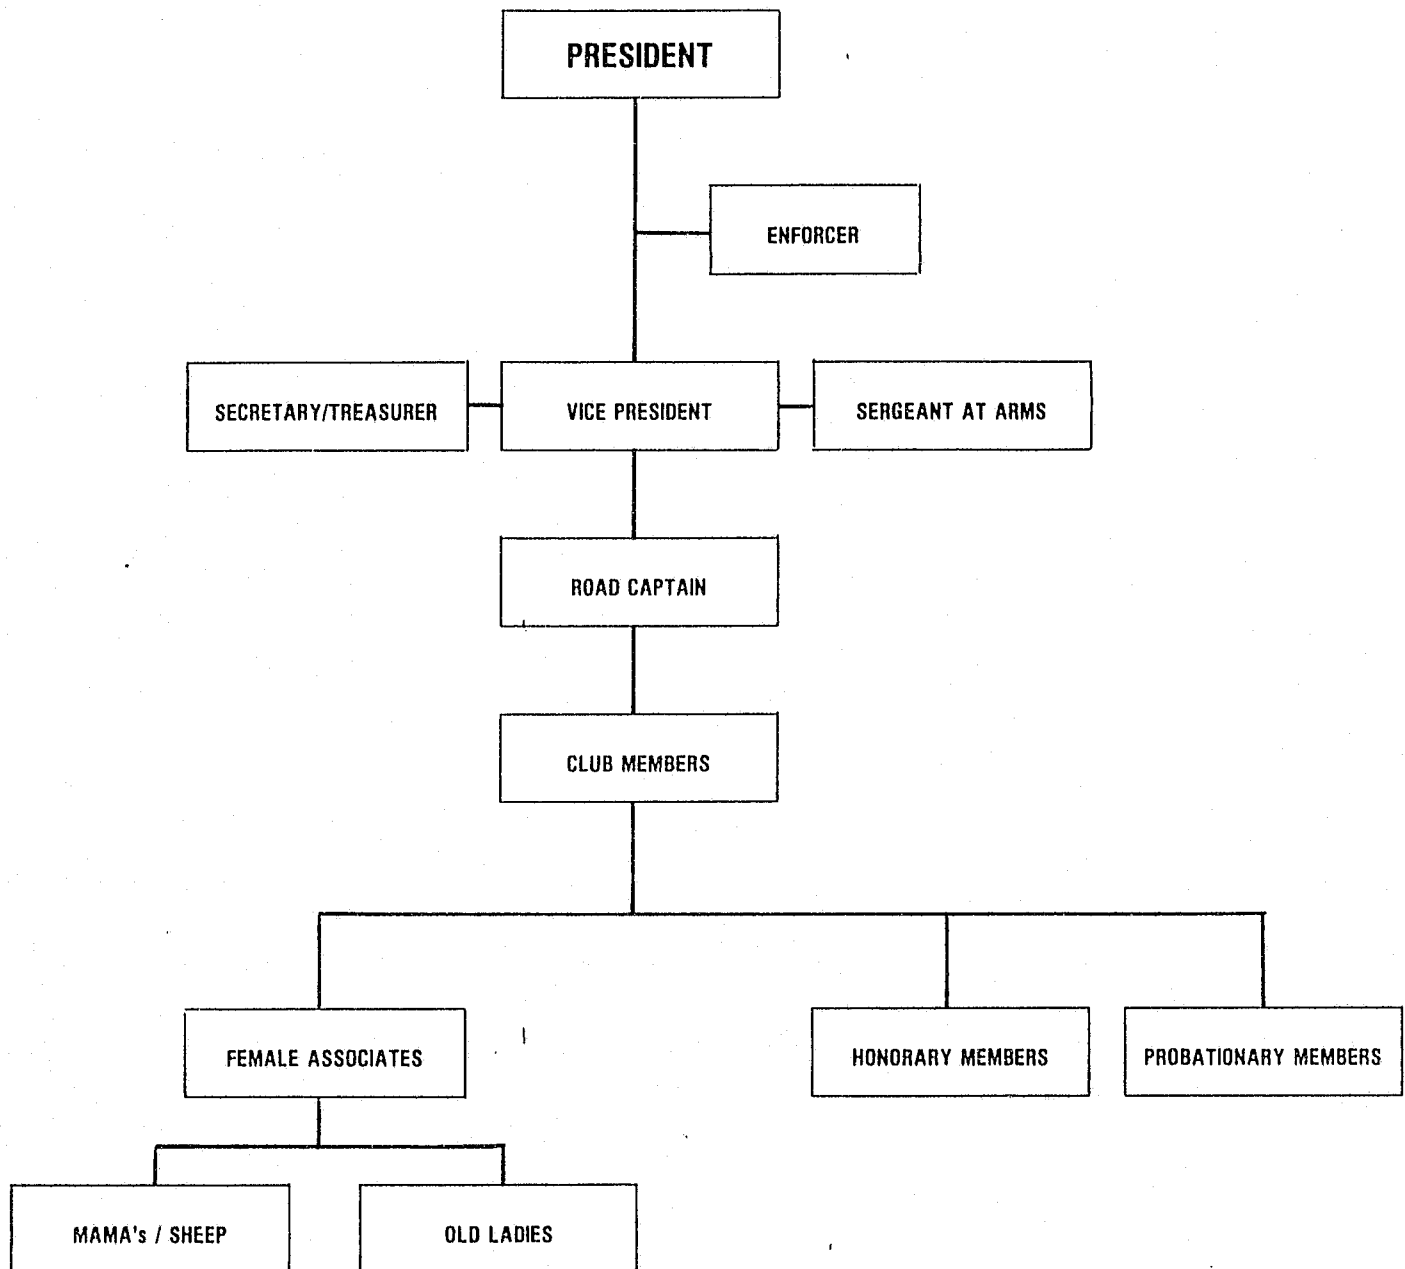 PRESIDENT
ENFORCER
SECRETARY/TREASURER
VICE PRESIDENT
SERGEANT AT ARMS
ROAD CAPTAIN
CLUB MEMBERS
FEMALE ASSOCIATES
HONORARY MEMBERS
PROBATIONARY MEMBERS
MAMA's / SHEEP
OLD LADIES